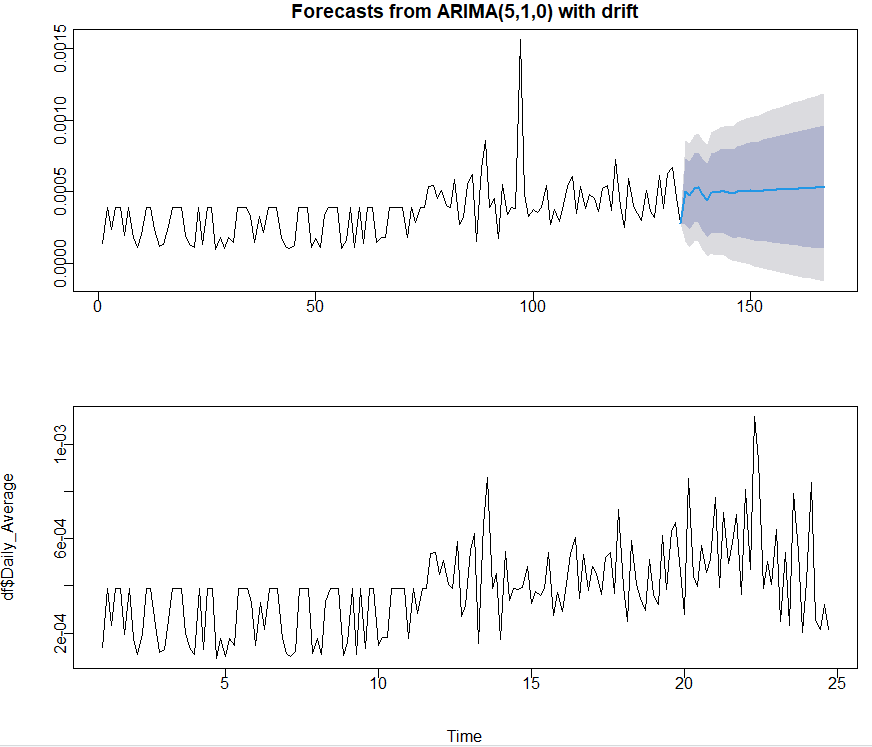 Forecasts from ARIMA(5,1,0) with drift
0.0015
0.0010
0.0005
0.0000
0 50 100 150
1e-03
6e-04
2e-04
df$Daily_Average
5 10 15 20 25
Time